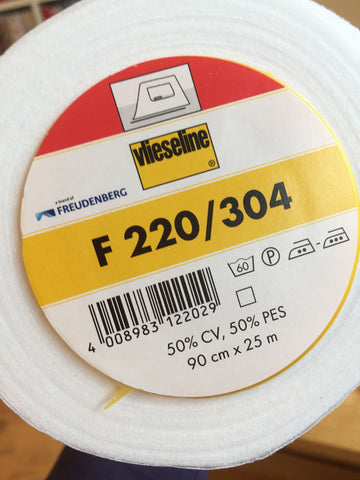 vlieseline
®
a brand of
FREUDENBERG
F 220/304
60 P
4 008983 122029
50% CV, 50% PES
90 cm x 25 m